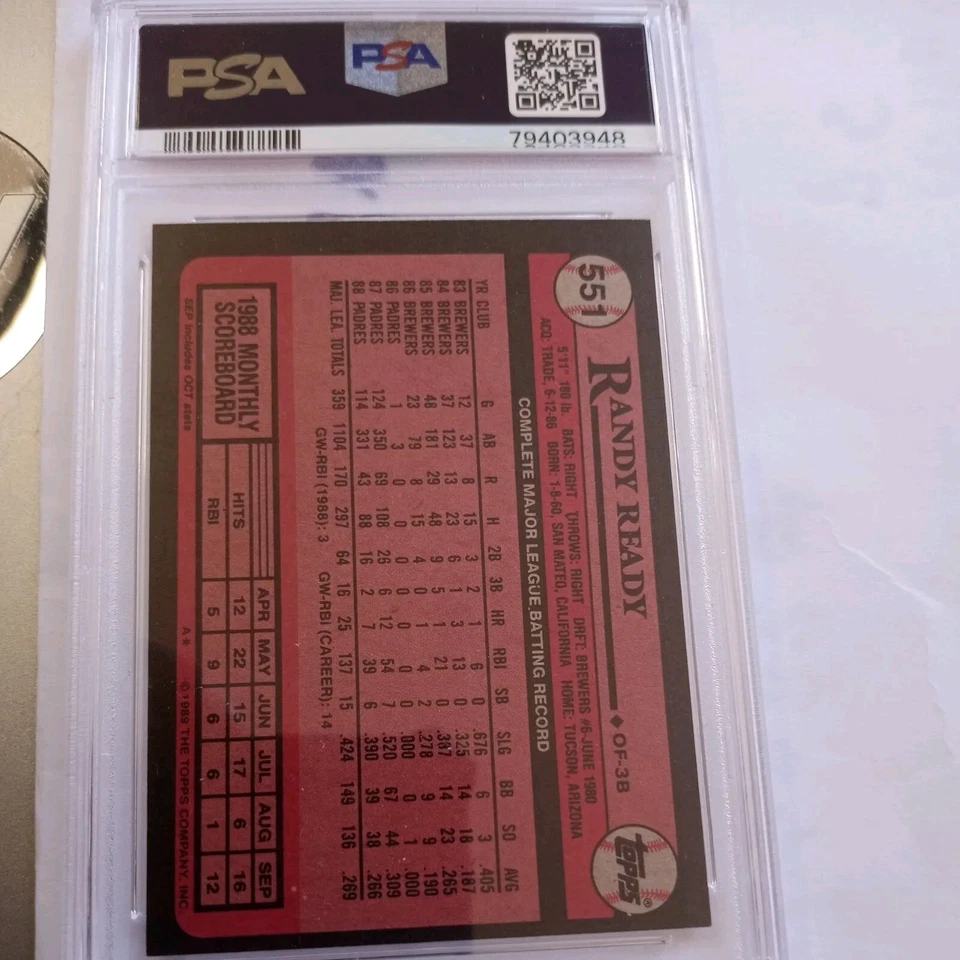 PSA PSA
79403948
551 RANDY READY ♦OF-3B topps®
5'11" 180 lb. BATS: RIGHT THROWS: RIGHT DRFT: BREWERS #6-JUNE 1980
ACQ: TRADE, 6-12-86 BORN: 1-8-60, SAN MATEO, CALIFORNIA HOME: TUCSON, ARIZONA
COMPLETE MAJOR LEAGUE BATTING RECORD
YR CLUB G AB R H 2B 3B HR RBI SB SLG BB SO AVG
83 BREWERS 12 37 8 15 3 2 1 6 0 .676 6 3 .405
84 BREWERS 37 123 13 23 6 1 3 13 0 .325 14 18 .187
85 BREWERS 48 181 29 48 9 5 1 21 0 .387 14 23 .265
86 BREWERS 23 79 8 15 4 0 1 4 2 .278 9 9 .190
86 PADRES 1 3 0 0 0 0 0 0 0 .000 0 1 .000
87 PADRES 124 350 69 108 26 6 12 54 7 .520 67 44 .309
88 PADRES 114 331 43 88 16 2 7 39 6 .390 39 38 .266
MAJ. LEA. TOTALS 359 1104 170 297 64 16 25 137 15 .424 149 136 .269
GW-RBI (1988): 3 GW-RBI (CAREER): 14
1988 MONTHLY
SCOREBOARD
APR MAY JUN JUL AUG SEP
HITS 12 22 15 17 6 16
RBI 5 9 6 6 1 12
SEP includes OCT stats A* ©1989 THE TOPPS COMPANY, INC.